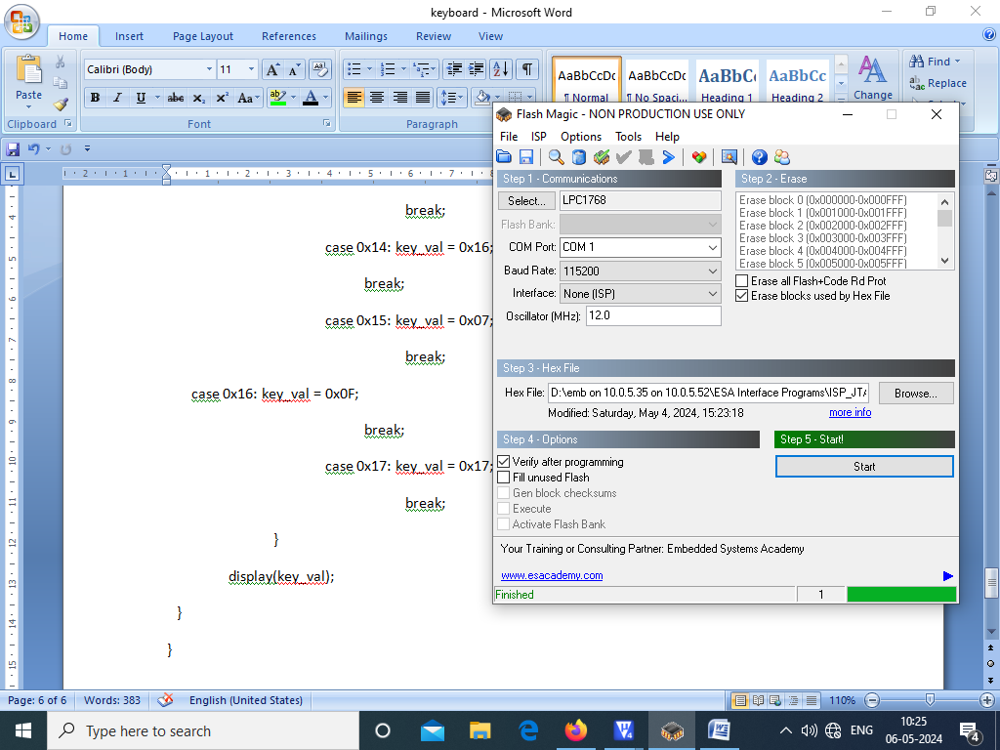 keyboard - Microsoft Word
Home Insert Page Layout References Mailings Review View
Paste
Calibri (Body) 11
B I U abc x₂ x² Aa ab A
AaBbCcDc AaBbCcDc AaBbCc AaBbCc
¶ Normal ¶ No Spaci... Heading 1 Heading 2
Change
Find
Replace
Clipboard Font Paragraph
Flash Magic - NON PRODUCTION USE ONLY
File ISP Options Tools Help
Step 1 - Communications
Select... LPC1768
Flash Bank:
COM Port: COM 1
Baud Rate: 115200
Interface: None (ISP)
Oscillator (MHz): 12.0
Step 2 - Erase
Erase block 0 (0x000000-0x000FFF)
Erase block 1 (0x001000-0x001FFF)
Erase block 2 (0x002000-0x002FFF)
Erase block 3 (0x003000-0x003FFF)
Erase block 4 (0x004000-0x004FFF)
Erase block 5 (0x005000-0x005FFF)
Erase all Flash+Code Rd Prot
Erase blocks used by Hex File
Step 3 - Hex File
Hex File: D:\emb on 10.0.5.35 on 10.0.5.52\ESA Interface Programs\ISP_JTA Browse...
Modified: Saturday, May 4, 2024, 15:23:18 more info
Step 4 - Options
Verify after programming
Fill unused Flash
Gen block checksums
Execute
Activate Flash Bank
Step 5 - Start!
Start
Your Training or Consulting Partner: Embedded Systems Academy
www.esacademy.com
Finished 1
break;
case 0x14: key_val = 0x16;
break;
case 0x15: key_val = 0x07;
break;
case 0x16: key_val = 0x0F;
break;
case 0x17: key_val = 0x17;
break;
}
display(key_val);
}
}
Page: 6 of 6 Words: 383 English (United States) 110%
Type here to search
ENG
10:25
06-05-2024
4